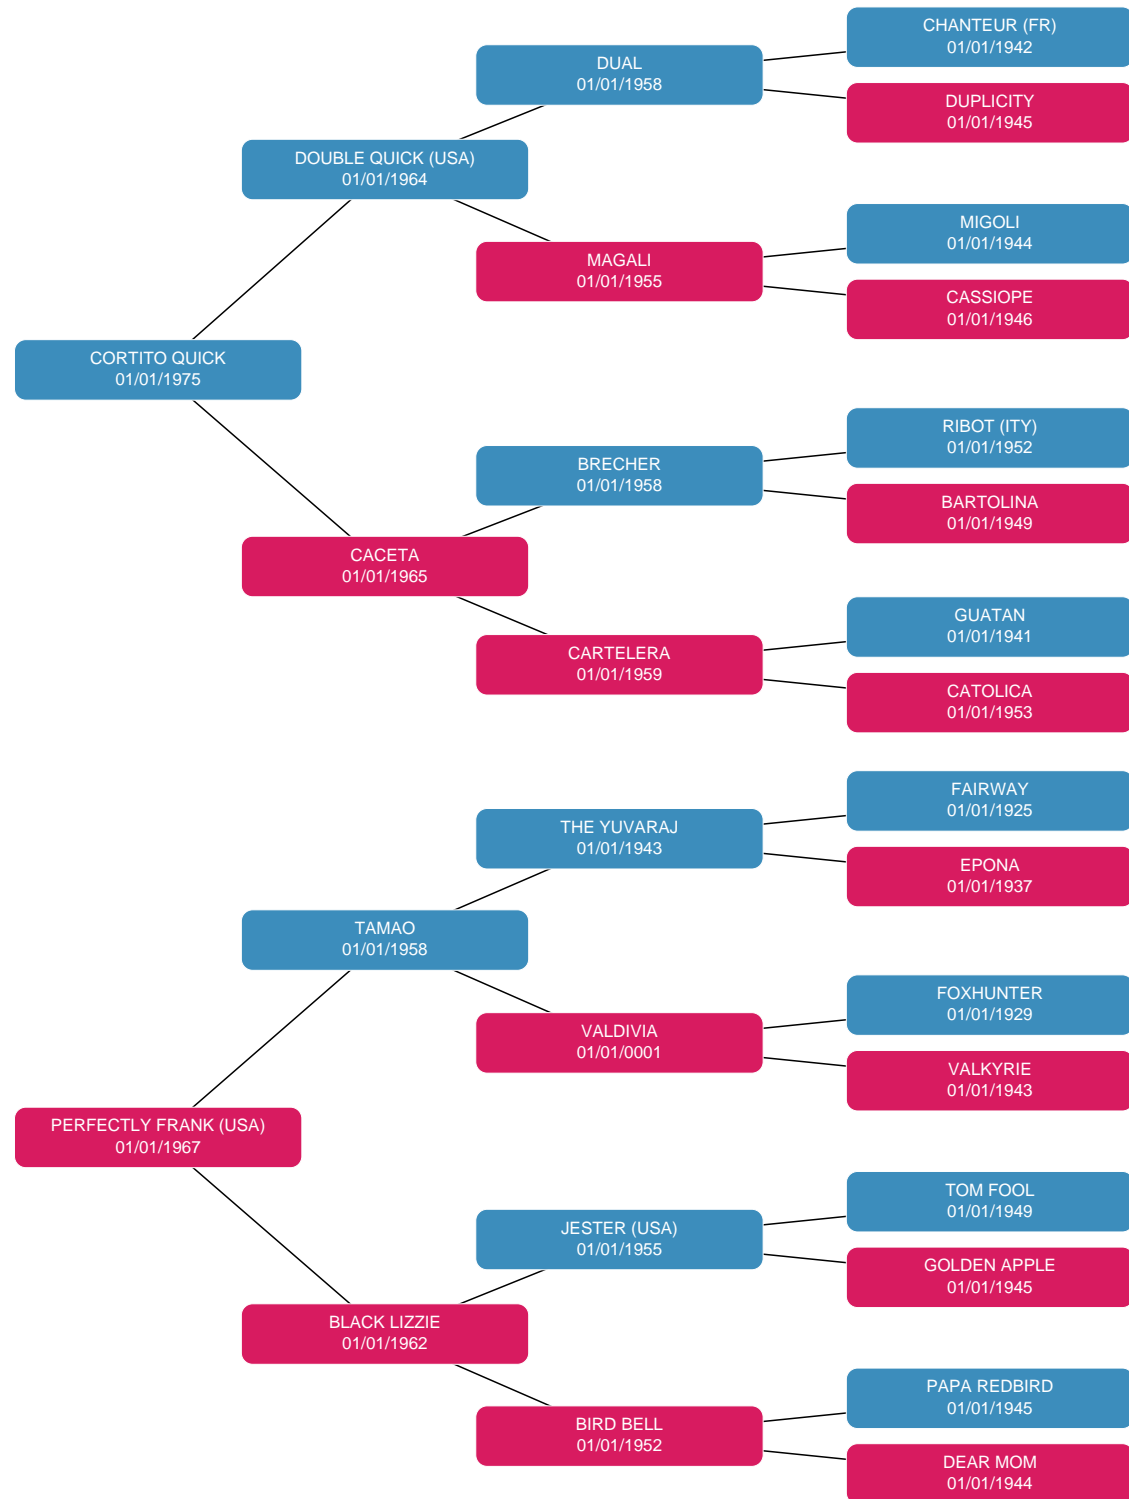 CHANTEUR (FR)
01/01/1942
DUAL
01/01/1958
DUPLICITY
01/01/1945
DOUBLE QUICK (USA)
01/01/1964
MIGOLI
01/01/1944
MAGALI
01/01/1955
CASSIOPE
01/01/1946
CORTITO QUICK
01/01/1975
RIBOT (ITY)
01/01/1952
BRECHER
01/01/1958
BARTOLINA
01/01/1949
CACETA
01/01/1965
GUATAN
01/01/1941
CARTELERA
01/01/1959
CATOLICA
01/01/1953
FAIRWAY
01/01/1925
THE YUVARAJ
01/01/1943
EPONA
01/01/1937
TAMAO
01/01/1958
FOXHUNTER
01/01/1929
VALDIVIA
01/01/0001
VALKYRIE
01/01/1943
PERFECTLY FRANK (USA)
01/01/1967
TOM FOOL
01/01/1949
JESTER (USA)
01/01/1955
GOLDEN APPLE
01/01/1945
BLACK LIZZIE
01/01/1962
PAPA REDBIRD
01/01/1945
BIRD BELL
01/01/1952
DEAR MOM
01/01/1944